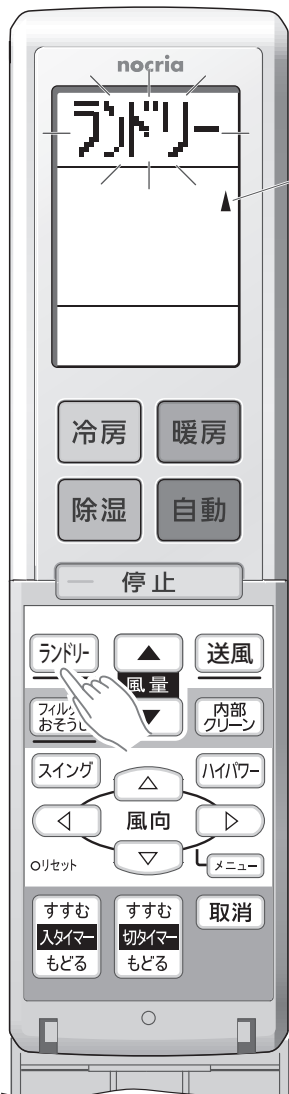 nocria
ランドリー
冷房 暖房
除湿 自動
停止
ランドリー ▲ 送風
風量
フィル
おそう ▼ 内部
クリーン
スイング △ ハイパワー
◁ 風向 ▷
○リセット ▽ メニュー
すすむ すすむ 取消
入タイマー 切タイマー
もどる もどる